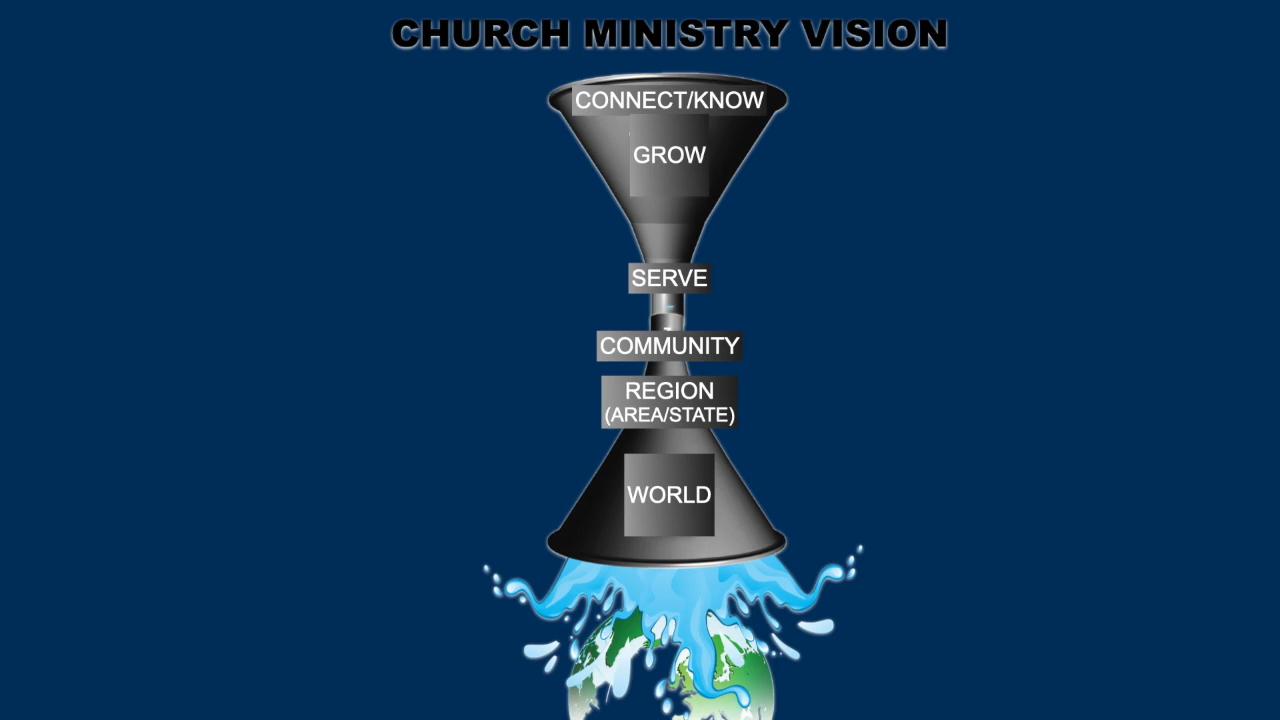 CHURCH MINISTRY VISION
CONNECT/KNOW
GROW
SERVE
COMMUNITY
REGION
(AREA/STATE)
WORLD